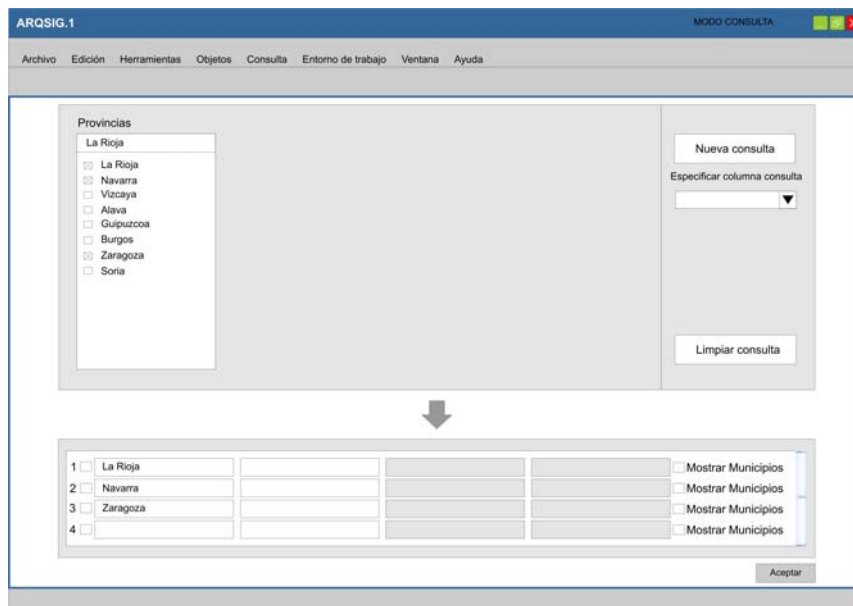 ARQSIG.1
MODO CONSULTA
Archivo Edición Herramientas Objetos Consulta Entorno de trabajo Ventana Ayuda
Provincias
La Rioja
La Rioja
Navarra
Vizcaya
Alava
Guipuzcoa
Burgos
Zaragoza
Soria
Nueva consulta
Especificar columna consulta
Limpiar consulta
1 La Rioja Mostrar Municipios
2 Navarra Mostrar Municipios
3 Zaragoza Mostrar Municipios
4 Mostrar Municipios
Aceptar